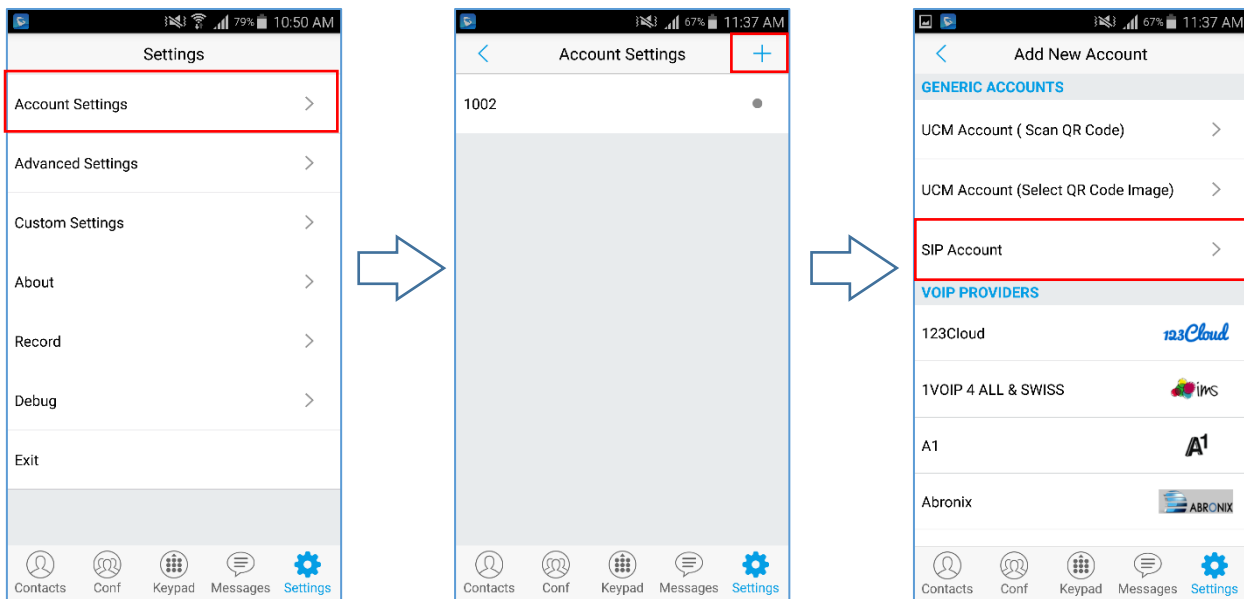 79% 10:50 AM
Settings
Account Settings
Advanced Settings
Custom Settings
About
Record
Debug
Exit
Contacts Conf Keypad Messages Settings
67% 11:37 AM
Account Settings
1002
Contacts Conf Keypad Messages Settings
67% 11:37 AM
Add New Account
GENERIC ACCOUNTS
UCM Account ( Scan QR Code)
UCM Account (Select QR Code Image)
SIP Account
VOIP PROVIDERS
123Cloud 123Cloud
1VOIP 4 ALL & SWISS ims
A1 A1
Abronix ABRONIX
Contacts Conf Keypad Messages Settings